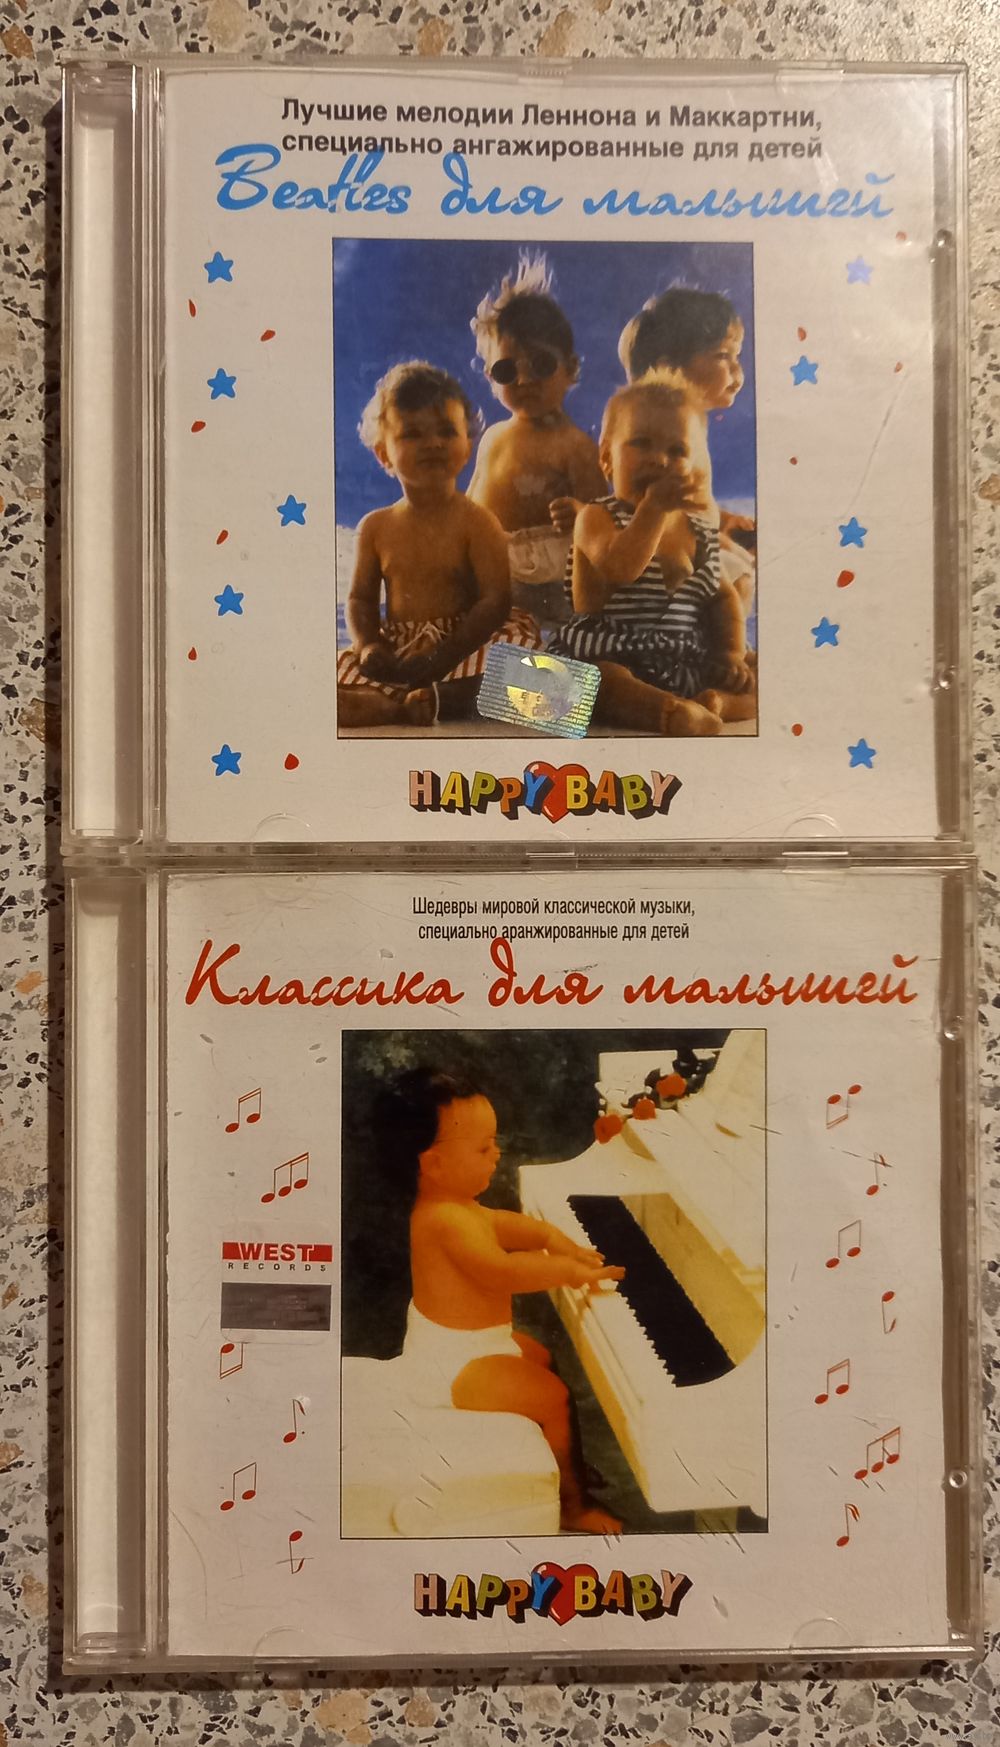 Лучшие мелодии Леннона и Маккартни,
специально ангажированные для детей
Beatles для малышей
HAPPY BABY
Шедевры мировой классической музыки,
специально аранжированные для детей
Классика для малышей
WEST
RECORDS
HAPPY BABY